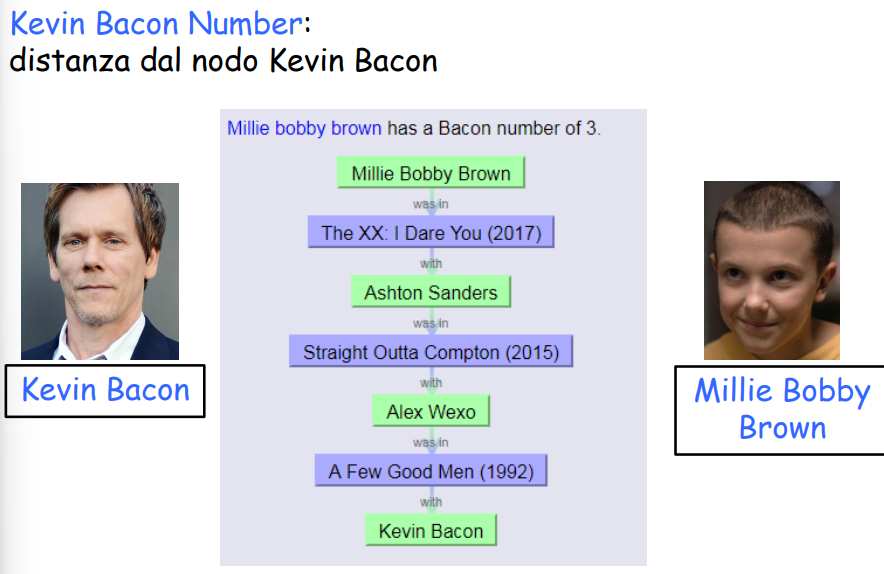 Kevin Bacon Number:
distanza dal nodo Kevin Bacon
Millie bobby brown has a Bacon number of 3.
Millie Bobby Brown
was in
The XX: I Dare You (2017)
with
Ashton Sanders
was in
Straight Outta Compton (2015)
with
Alex Wexo
was in
A Few Good Men (1992)
with
Kevin Bacon
Kevin Bacon
Millie Bobby
Brown